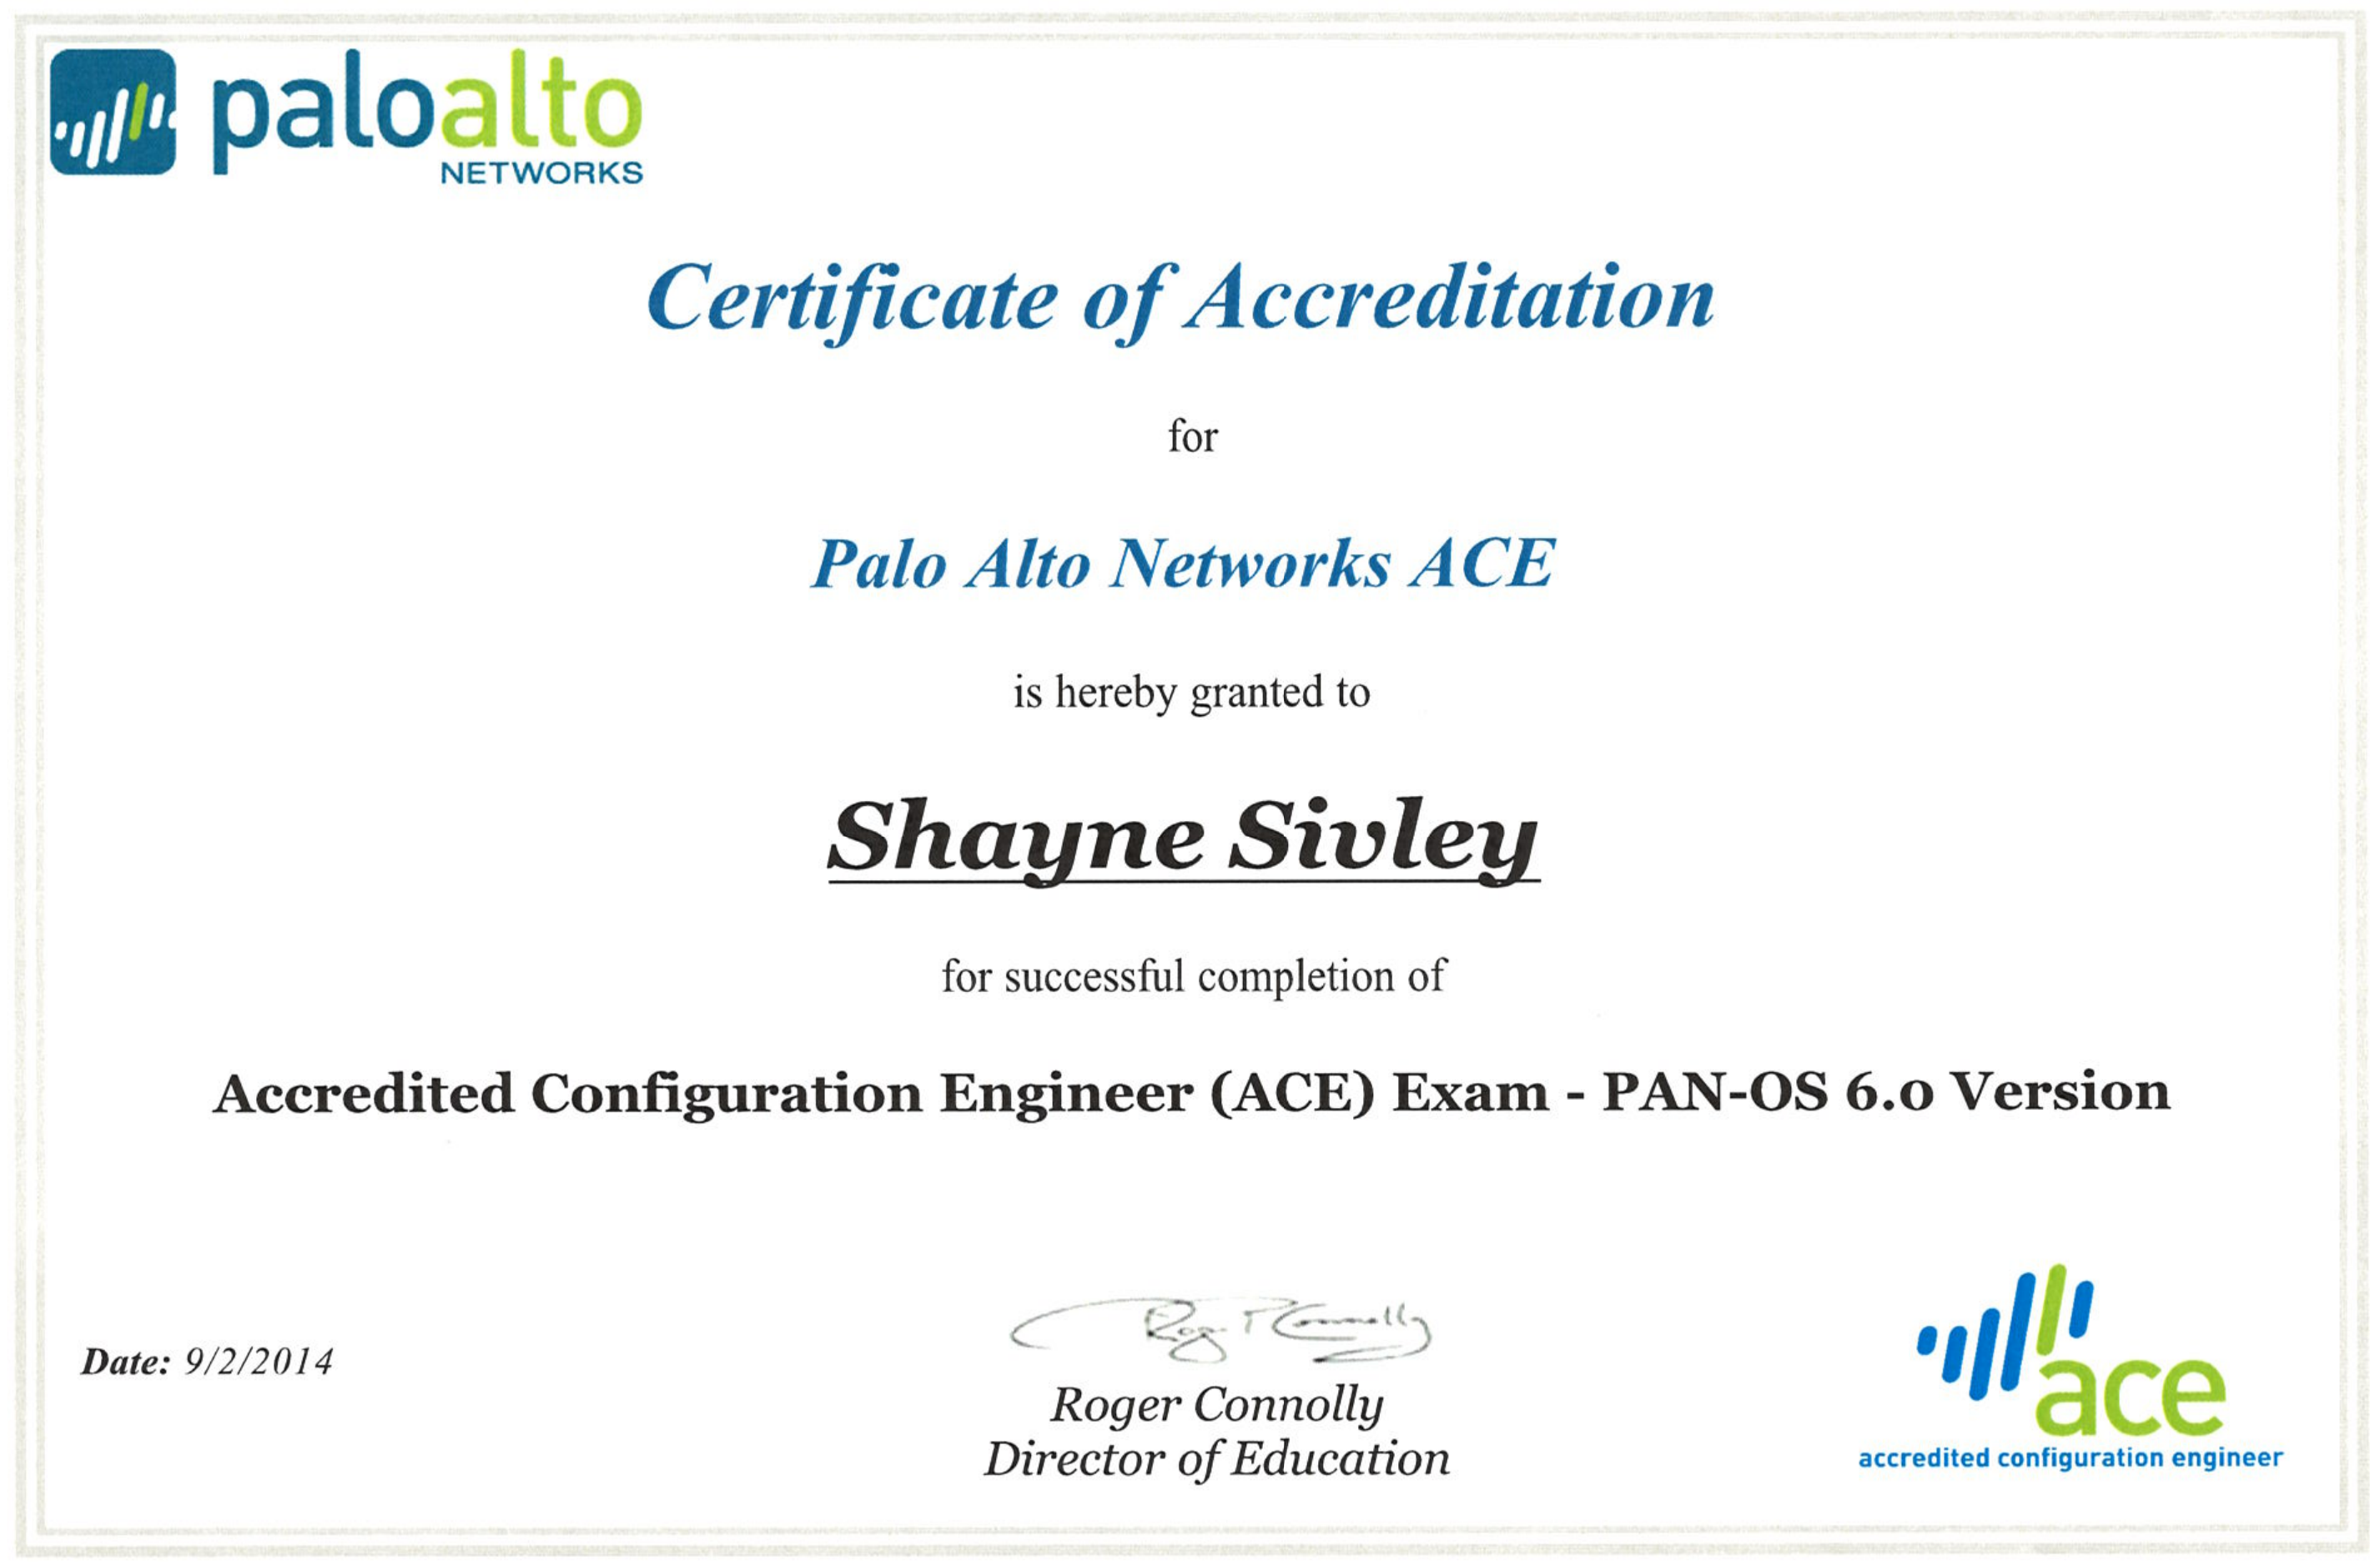 paloalto
NETWORKS
Certificate of Accreditation
for
Palo Alto Networks ACE
is hereby granted to
Shayne Sivley
for successful completion of
Accredited Configuration Engineer (ACE) Exam - PAN-OS 6.0 Version
Date: 9/2/2014
Roger Connolly
Director of Education
ace
accredited configuration engineer